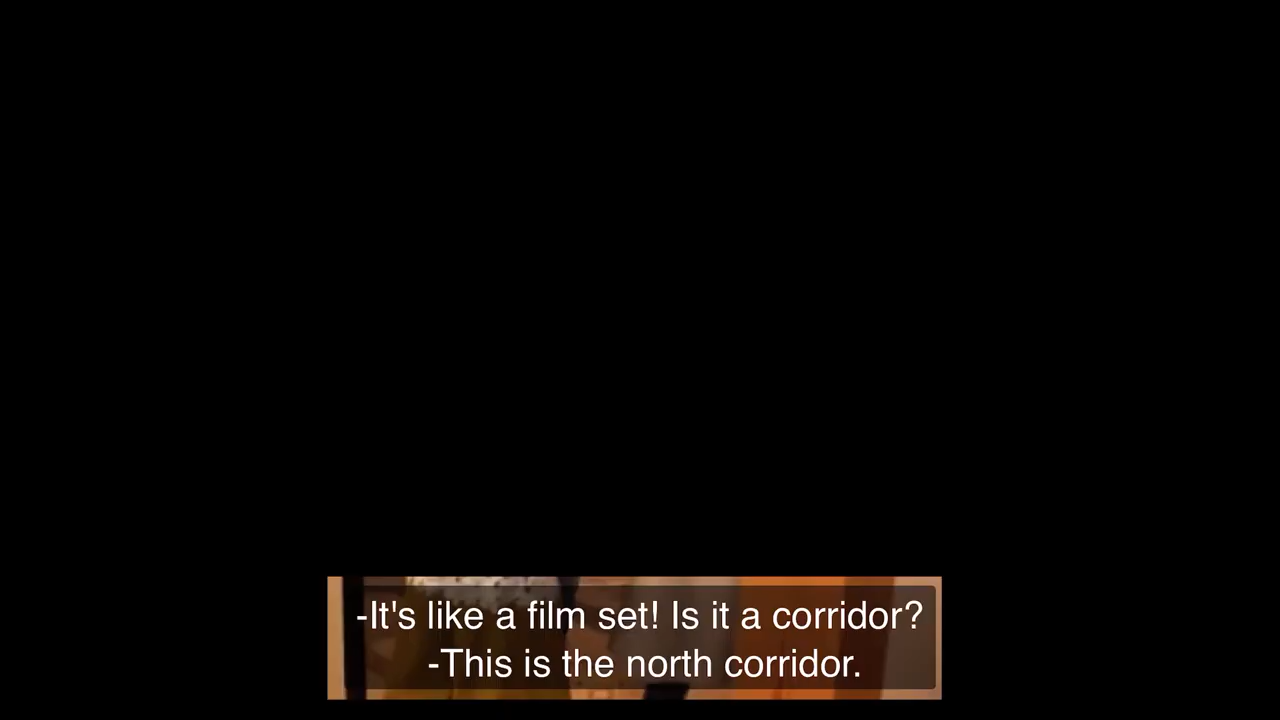 -It's like a film set! Is it a corridor?
-This is the north corridor.